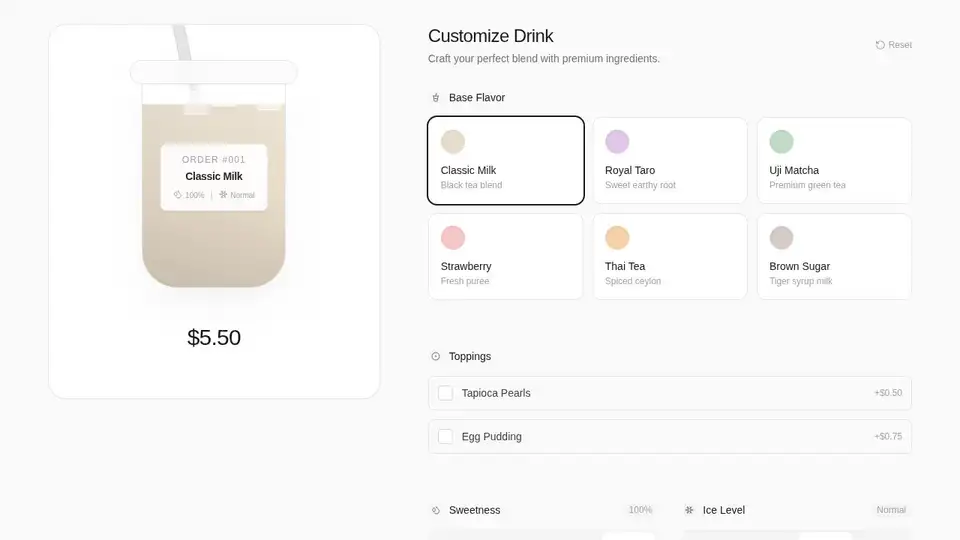 ORDER #001
Classic Milk
100% | Normal
$5.50
Customize Drink
Craft your perfect blend with premium ingredients.
Reset
Base Flavor
Classic Milk
Black tea blend
Royal Taro
Sweet earthy root
Uji Matcha
Premium green tea
Strawberry
Fresh puree
Thai Tea
Spiced ceylon
Brown Sugar
Tiger syrup milk
Toppings
Tapioca Pearls +$0.50
Egg Pudding +$0.75
Sweetness 100%
Ice Level Normal